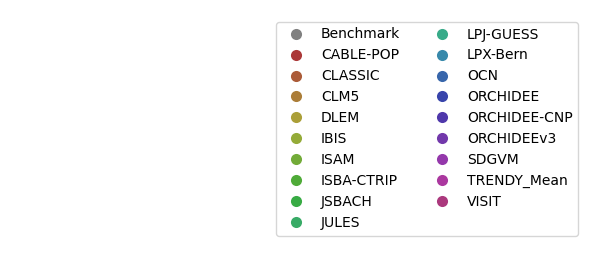 Benchmark
CABLE-POP
CLASSIC
CLM5
DLEM
IBIS
ISAM
ISBA-CTRIP
JSBACH
JULES
LPJ-GUESS
LPX-Bern
OCN
ORCHIDEE
ORCHIDEE-CNP
ORCHIDEEv3
SDGVM
TRENDY_Mean
VISIT